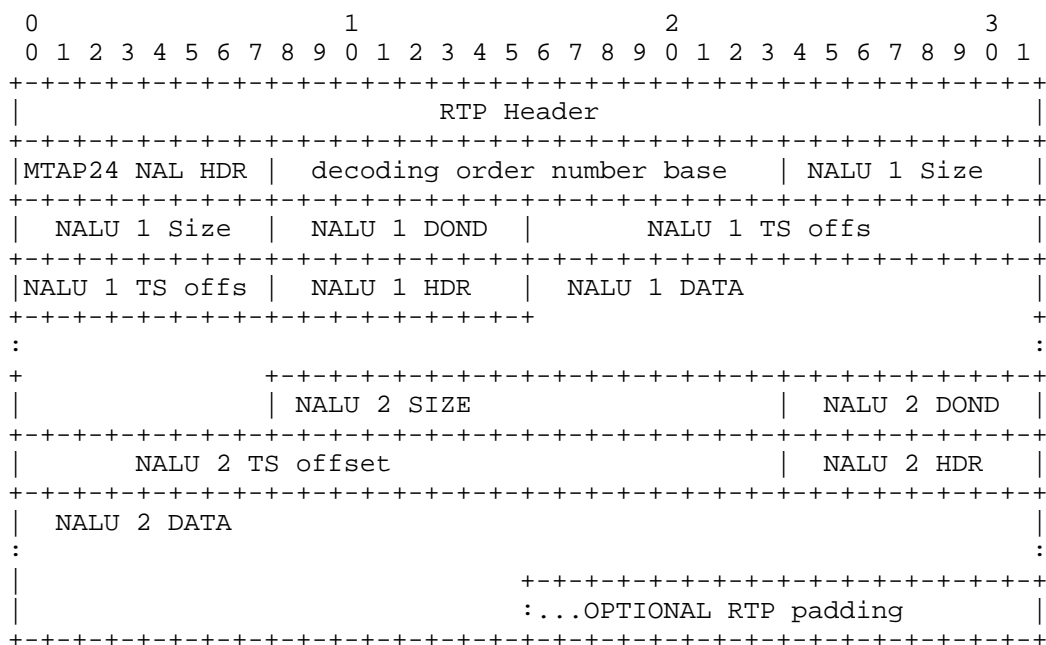 0 1 2 3
0 1 2 3 4 5 6 7 8 9 0 1 2 3 4 5 6 7 8 9 0 1 2 3 4 5 6 7 8 9 0 1
RTP Header
MTAP24 NAL HDR decoding order number base NALU 1 Size
NALU 1 Size NALU 1 DOND NALU 1 TS offs
NALU 1 TS offs NALU 1 HDR NALU 1 DATA
: :
NALU 2 SIZE NALU 2 DOND
NALU 2 TS offset NALU 2 HDR
NALU 2 DATA
: :
:...OPTIONAL RTP padding